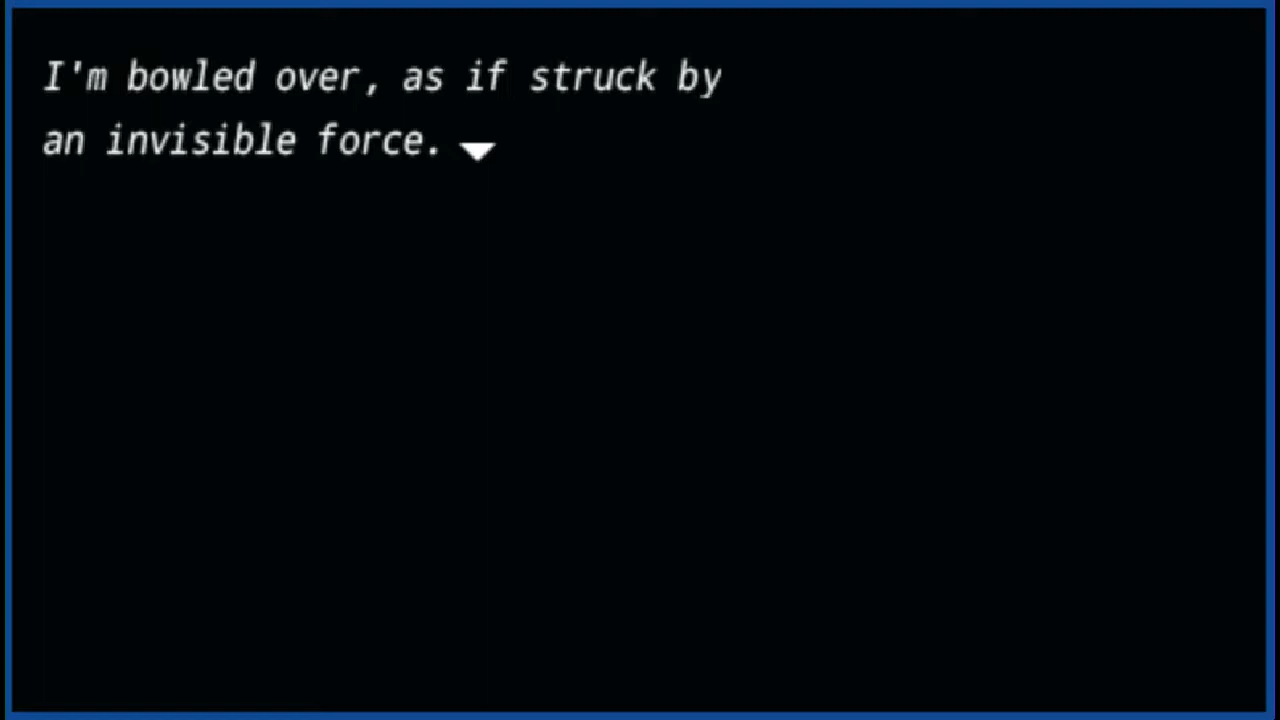 I'm bowled over, as if struck by
an invisible force.